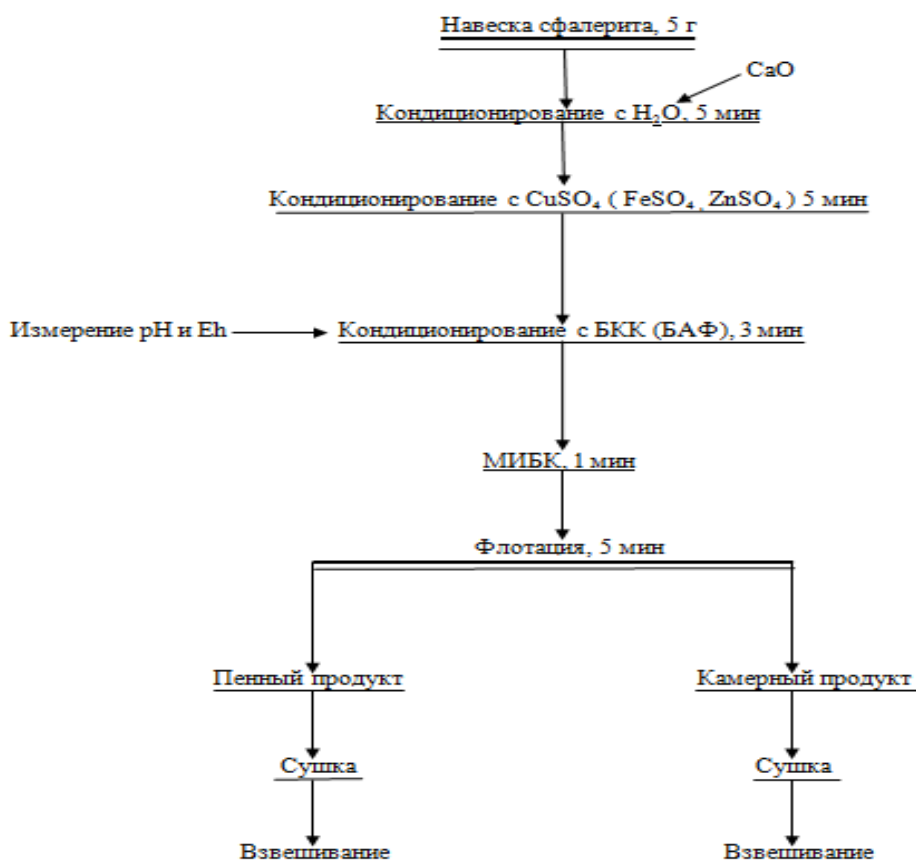 Навеска сфалерита, 5 г
CaO
Кондиционирование с H₂O, 5 мин
Кондиционирование с CuSO₄ ( FeSO₄, ZnSO₄ ) 5 мин
Измерение pH и Eh
Кондиционирование с БКК (БАФ), 3 мин
МИБК, 1 мин
Флотация, 5 мин
Пенный продукт
Камерный продукт
Сушка
Сушка
Взвешивание
Взвешивание